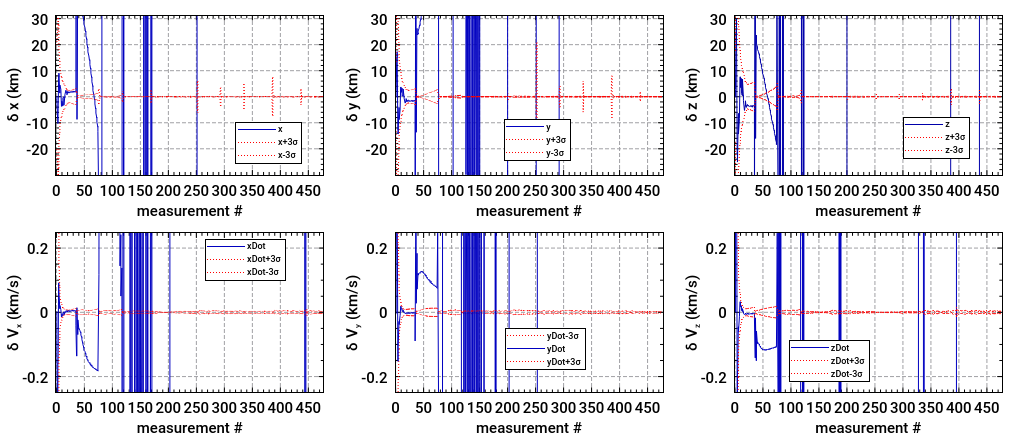 δ x (km)
30
20
10
0
-10
-20
x
x+3σ
x-3σ
0 50 100 150 200 250 300 350 400 450
measurement #
δ y (km)
30
20
10
0
-10
-20
y
y+3σ
y-3σ
0 50 100 150 200 250 300 350 400 450
measurement #
δ z (km)
30
20
10
0
-10
-20
z
z+3σ
z-3σ
0 50 100 150 200 250 300 350 400 450
measurement #
δ Vx (km/s)
0.2
0
-0.2
xDot
xDot+3σ
xDot-3σ
0 50 100 150 200 250 300 350 400 450
measurement #
δ Vy (km/s)
0.2
0
-0.2
yDot-3σ
yDot
yDot+3σ
0 50 100 150 200 250 300 350 400 450
measurement #
δ Vz (km/s)
0.2
0
-0.2
zDot
zDot+3σ
zDot-3σ
0 50 100 150 200 250 300 350 400 450
measurement #